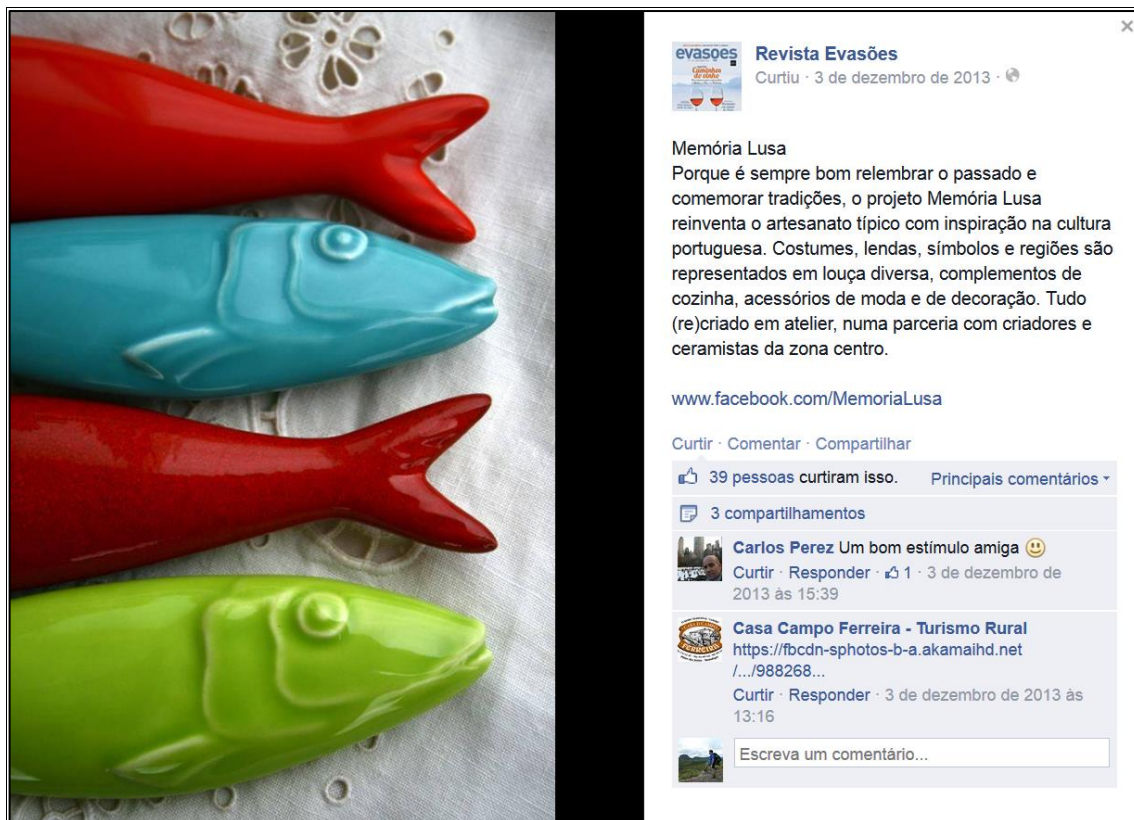 ×
evasões
Caminhos
do vinho
Revista Evasões
Curtiu · 3 de dezembro de 2013 ·
Memória Lusa
Porque é sempre bom relembrar o passado e
comemorar tradições, o projeto Memória Lusa
reinventa o artesanato típico com inspiração na cultura
portuguesa. Costumes, lendas, símbolos e regiões são
representados em louça diversa, complementos de
cozinha, acessórios de moda e de decoração. Tudo
(re)criado em atelier, numa parceria com criadores e
ceramistas da zona centro.
www.facebook.com/MemoriaLusa
Curtir · Comentar · Compartilhar
39 pessoas curtiram isso. Principais comentários
3 compartilhamentos
Carlos Perez Um bom estímulo amiga
Curtir · Responder · 1 · 3 de dezembro de
2013 às 15:39
FERREIRA
Casa Campo Ferreira - Turismo Rural
https://fbcdn-sphotos-b-a.akamaihd.net
/.../988268...
Curtir · Responder · 3 de dezembro de 2013 às
13:16
Escreva um comentário...